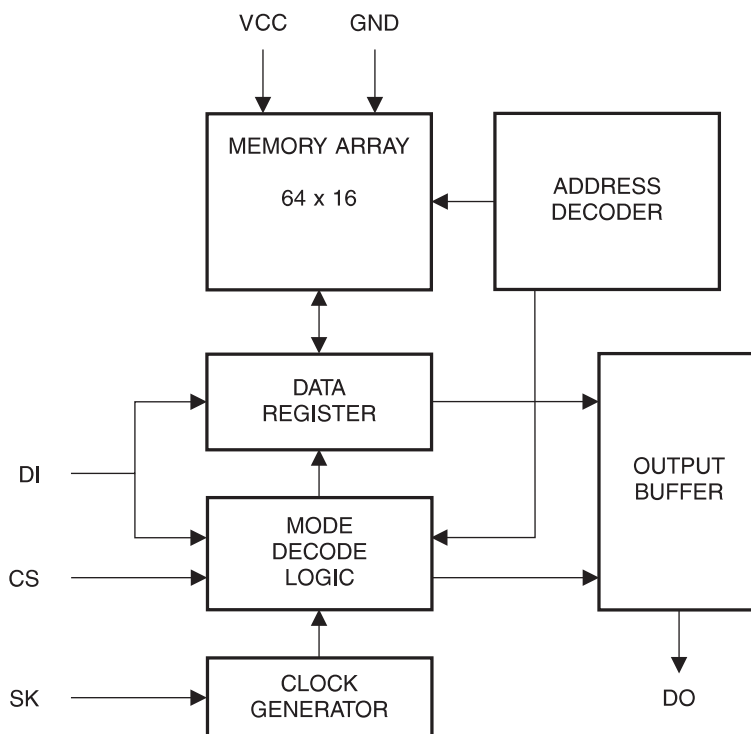 VCC
GND
MEMORY ARRAY
64 x 16
ADDRESS
DECODER
DATA
REGISTER
DI
OUTPUT
BUFFER
MODE
DECODE
LOGIC
CS
SK
CLOCK
GENERATOR
DO